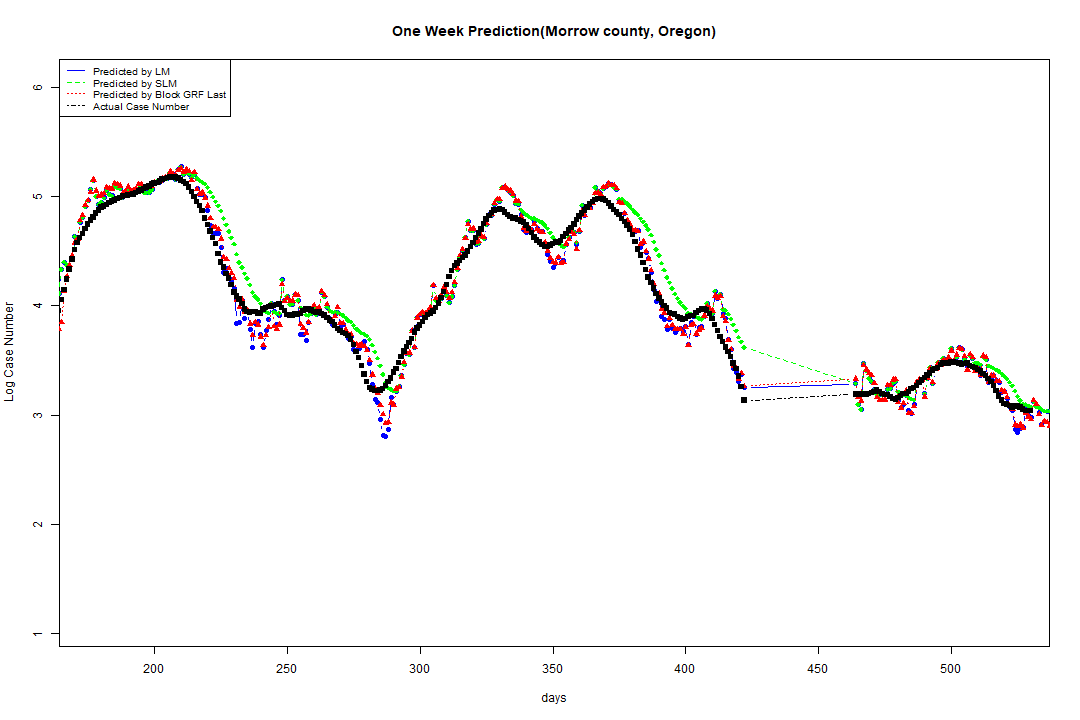 One Week Prediction(Morrow county, Oregon)
Predicted by LM
Predicted by SLM
Predicted by Block GRF Last
Actual Case Number
Log Case Number
6
5
4
3
2
1
200 250 300 350 400 450 500
days